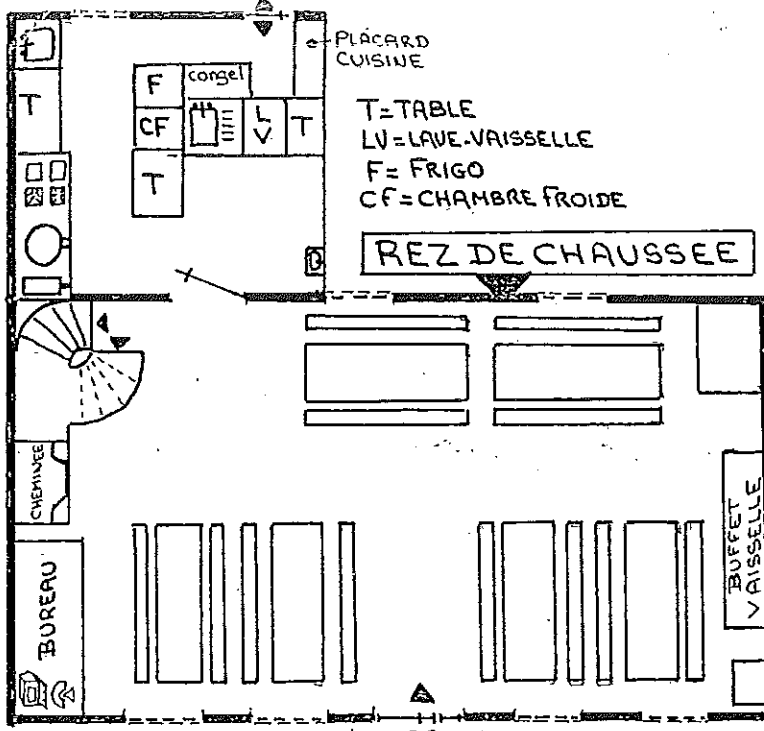 PLACARD
CUISINE
T
F
congel
CF
L
V
T
T
T=TABLE
LV=LAVE-VAISSELLE
F= FRIGO
CF=CHAMBRE FROIDE
REZ DE CHAUSSEE
CHEMINEE
BUREAU
BUFFET
VAISSELLE